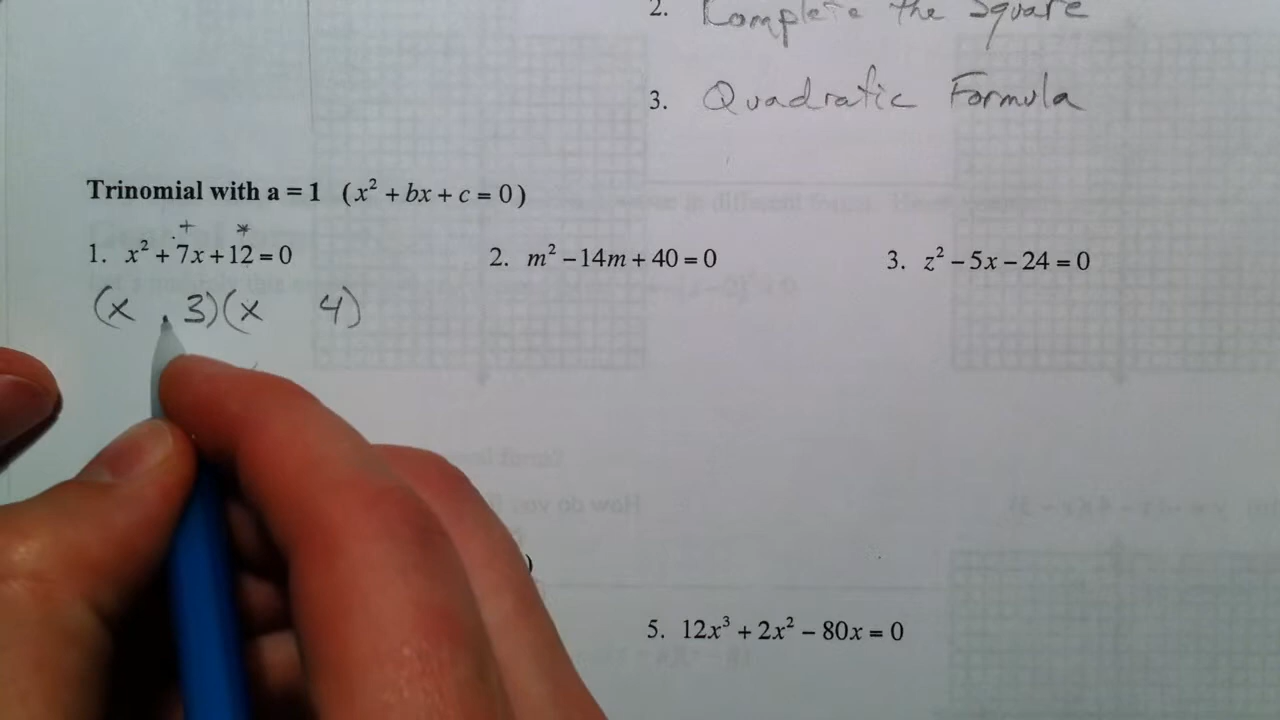 2. Complete the Square
3. Quadratic Formula
Trinomial with a = 1 (x² + bx + c = 0)
+ *
1. x² + 7x + 12 = 0 2. m² − 14m + 40 = 0 3. z² − 5x − 24 = 0
(x 3)(x 4)
)
5. 12x³ + 2x² − 80x = 0